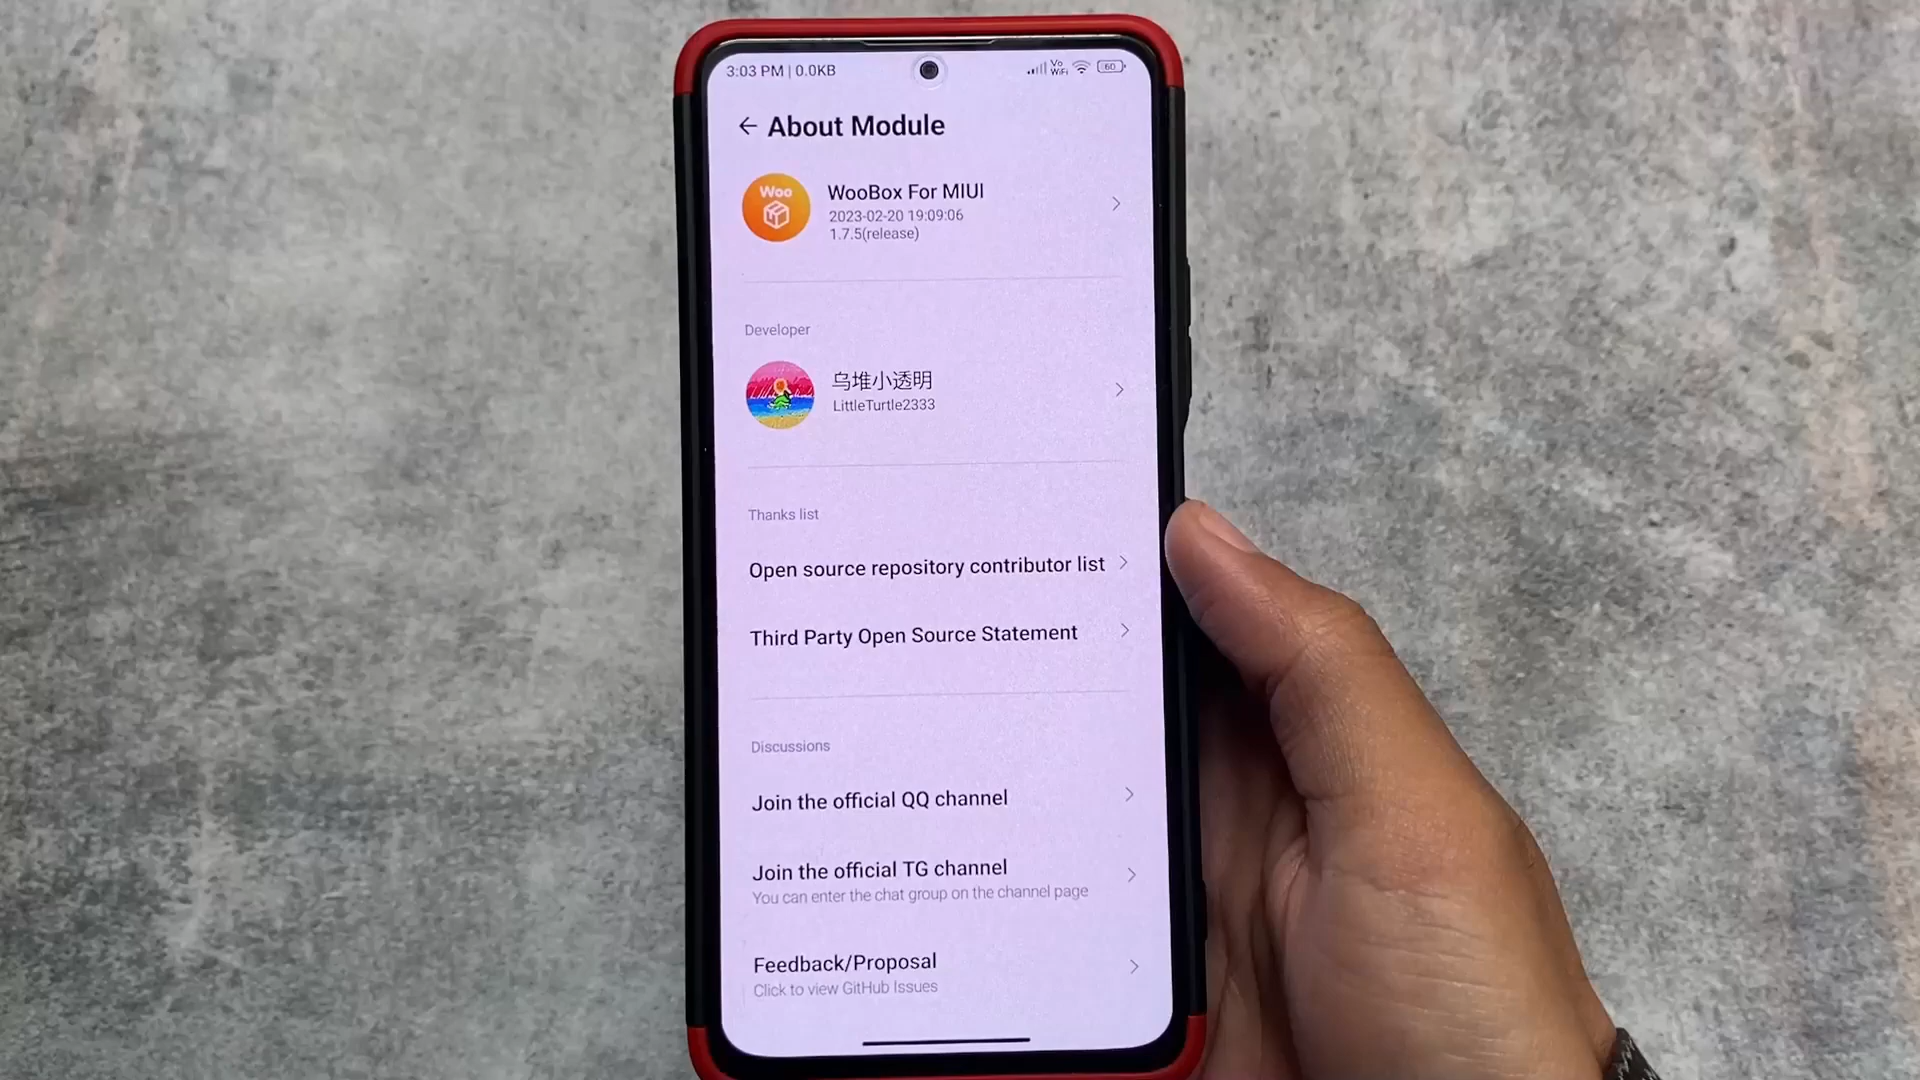 3:03 PM | 0.0KB
Vo
WiFi
60
← About Module
Woo
WooBox For MIUI
2023-02-20 19:09:06
1.7.5(release)
Developer
乌堆小透明
LittleTurtle2333
Thanks list
Open source repository contributor list
Third Party Open Source Statement
Discussions
Join the official QQ channel
Join the official TG channel
You can enter the chat group on the channel page
Feedback/Proposal
Click to view GitHub Issues